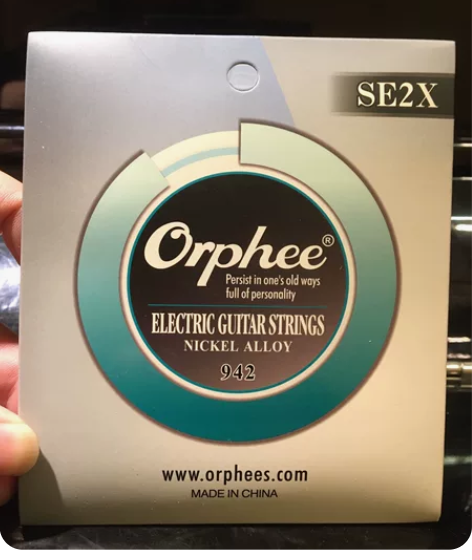 SE2X
Orphee®
Persist in one's old ways
full of personality
ELECTRIC GUITAR STRINGS
NICKEL ALLOY
942
www.orphees.com
MADE IN CHINA